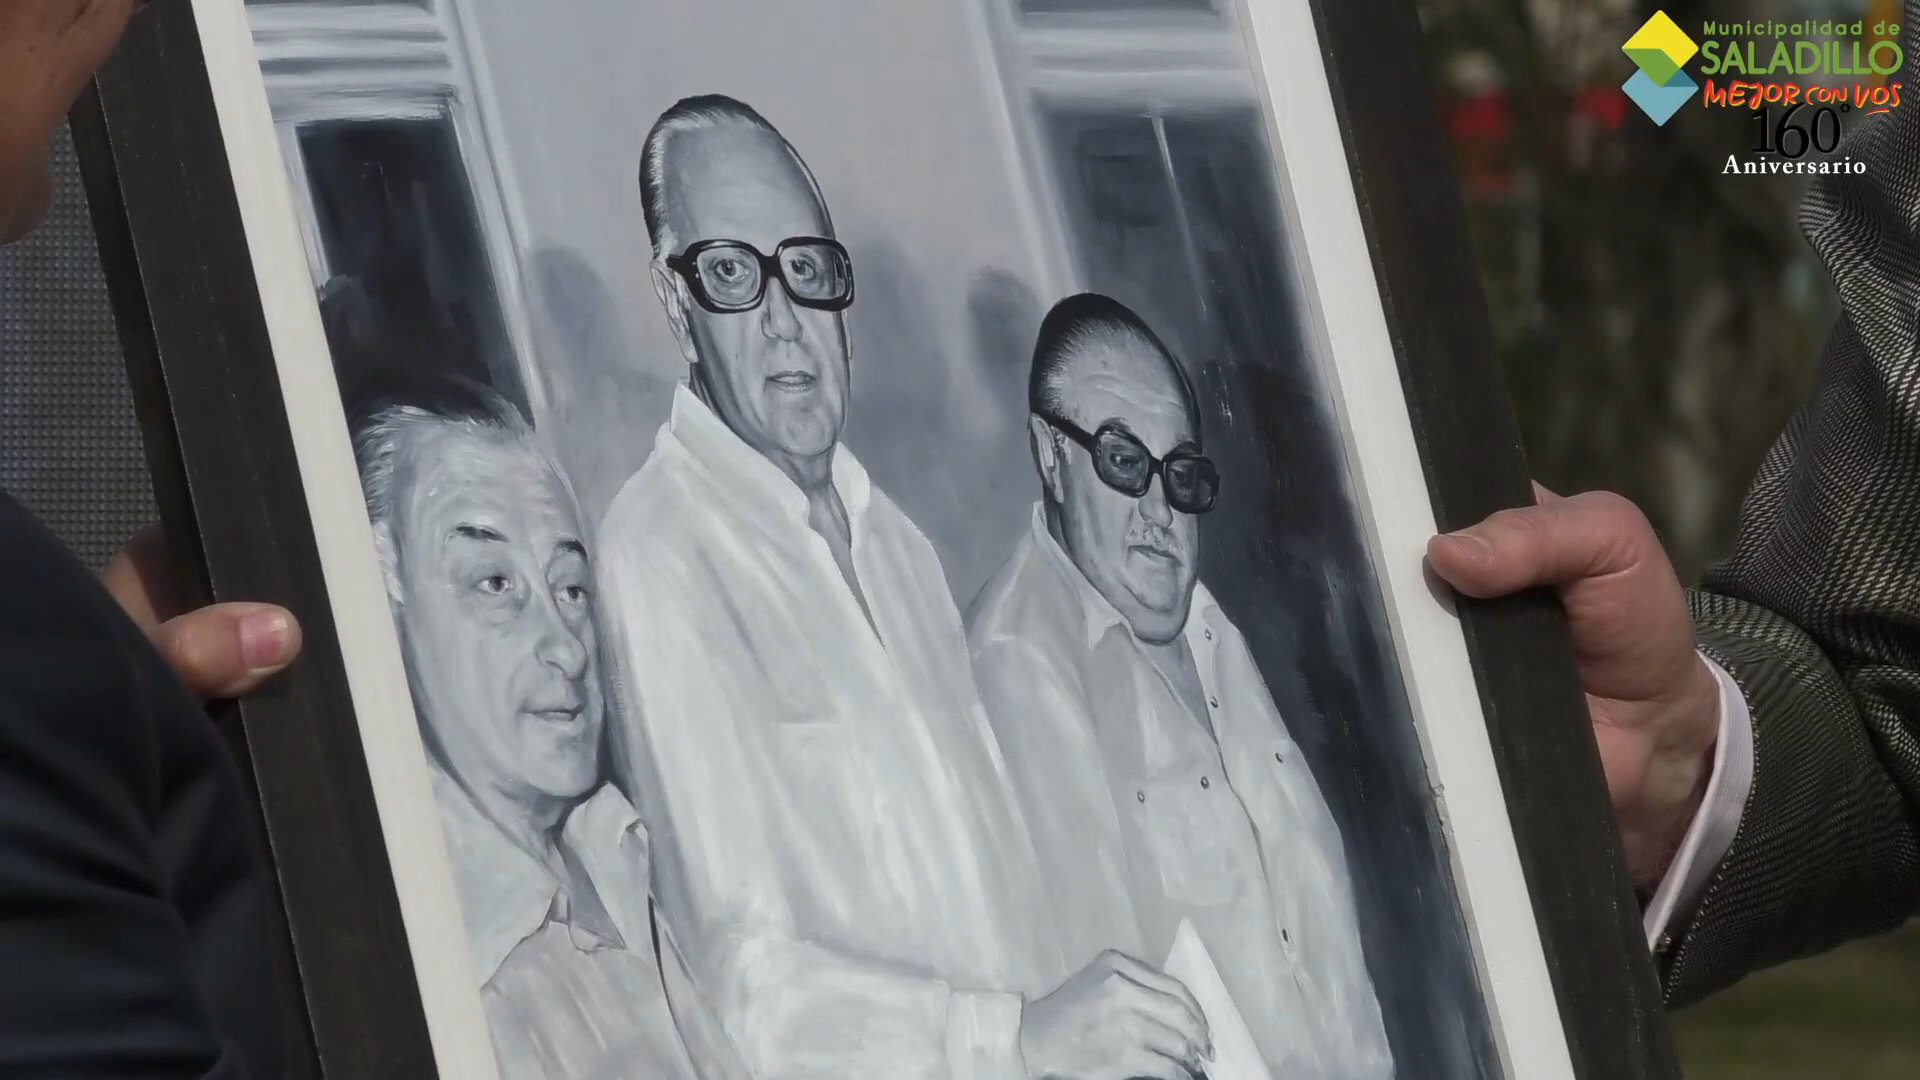 Municipalidad de
SALADILLO
MEJOR CON VOS
160°
Aniversario